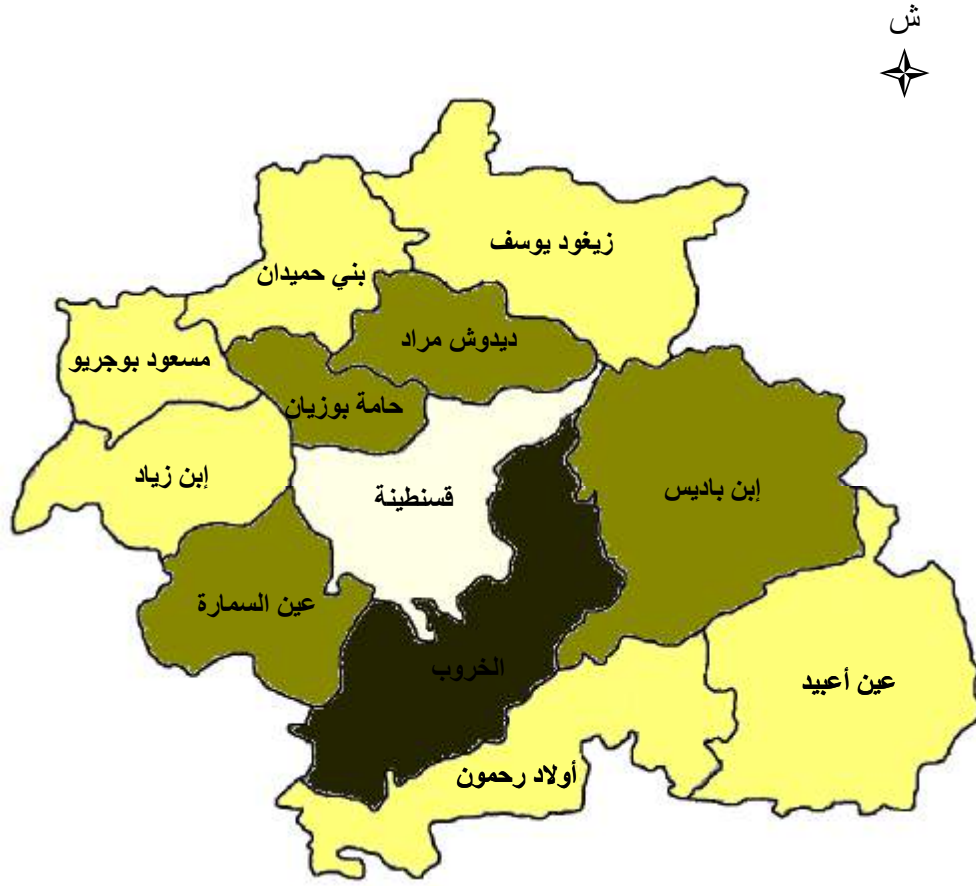 ش
زيغود يوسف
بني حميدان
ديدوش مراد
مسعود بوجريو
حامة بوزيان
إبن زياد
قسنطينة
إبن باديس
عين السمارة
الخروب
عين أعبيد
أولاد رحمون